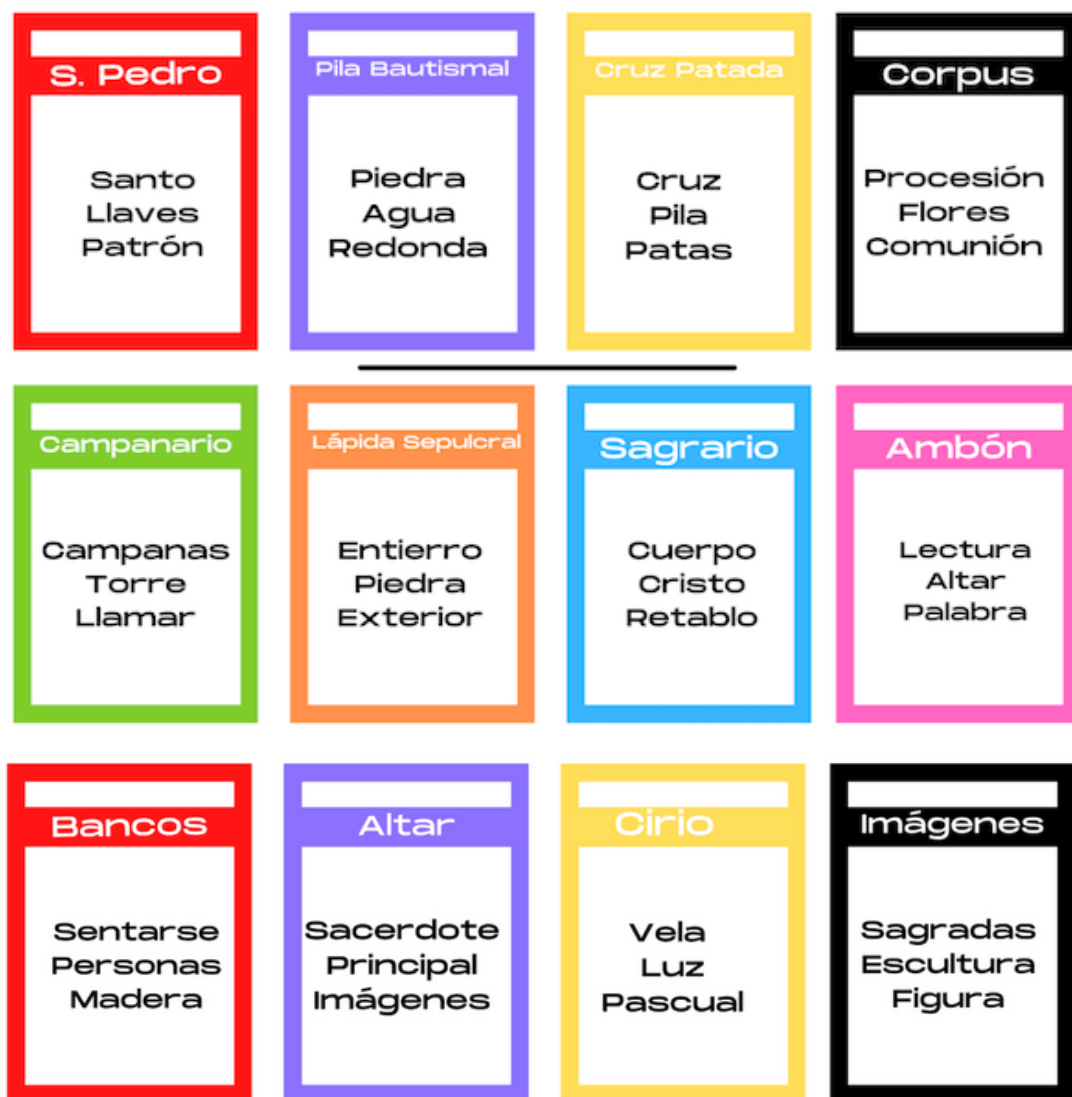 S. Pedro
Santo
Llaves
Patrón
Pila Bautismal
Piedra
Agua
Redonda
Cruz Patada
Cruz
Pila
Patas
Corpus
Procesión
Flores
Comunión
Campanario
Campanas
Torre
Llamar
Lápida Sepulcral
Entierro
Piedra
Exterior
Sagrario
Cuerpo
Cristo
Retablo
Ambón
Lectura
Altar
Palabra
Bancos
Sentarse
Personas
Madera
Altar
Sacerdote
Principal
Imágenes
Cirio
Vela
Luz
Pascual
Imágenes
Sagradas
Escultura
Figura